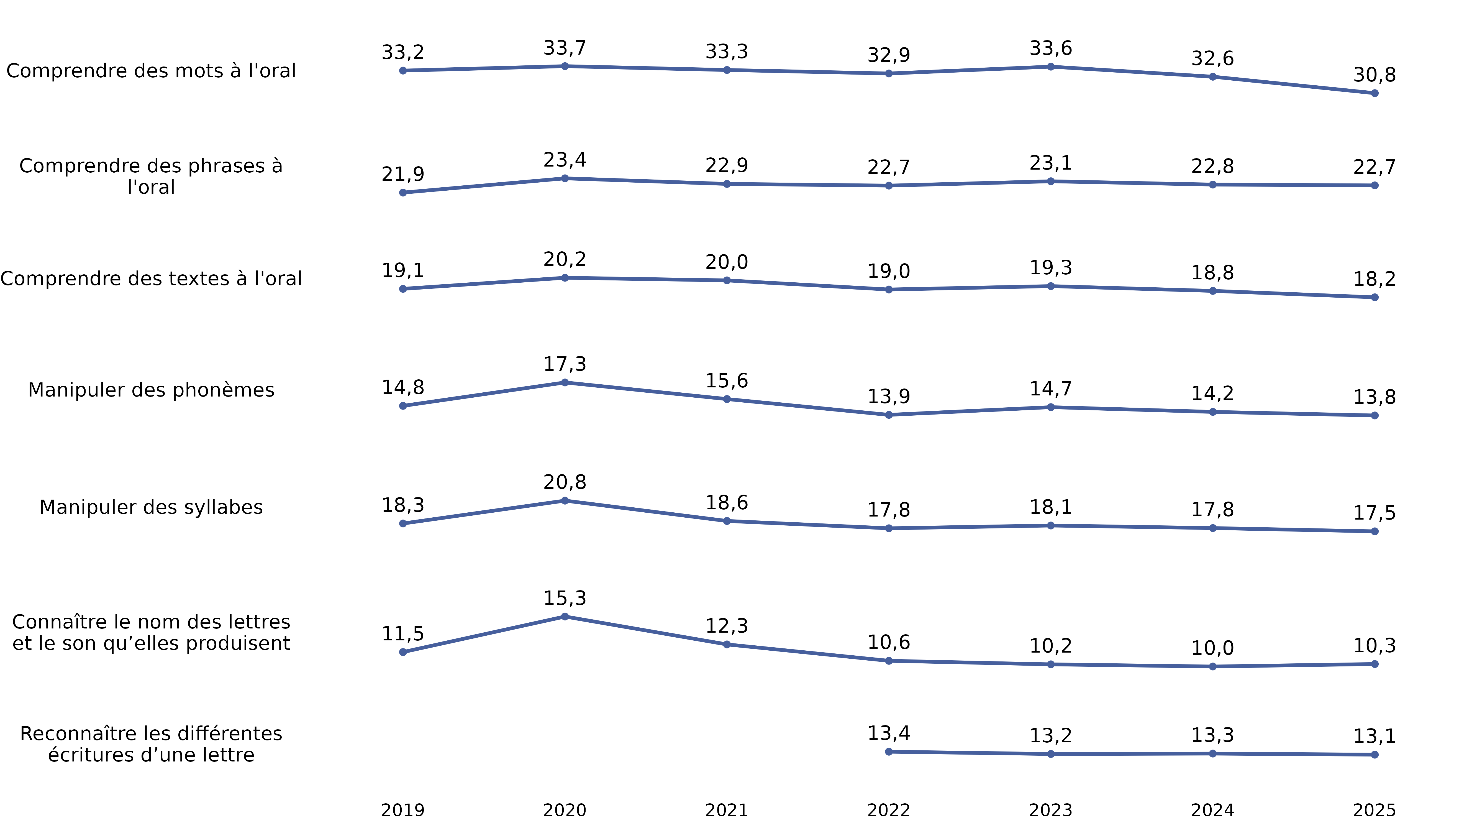 33,2 33,7 33,3 32,9 33,6 32,6 30,8
Comprendre des mots à l'oral
21,9 23,4 22,9 22,7 23,1 22,8 22,7
Comprendre des phrases à
l'oral
19,1 20,2 20,0 19,0 19,3 18,8 18,2
Comprendre des textes à l'oral
14,8 17,3 15,6 13,9 14,7 14,2 13,8
Manipuler des phonèmes
18,3 20,8 18,6 17,8 18,1 17,8 17,5
Manipuler des syllabes
11,5 15,3 12,3 10,6 10,2 10,0 10,3
Connaître le nom des lettres
et le son qu’elles produisent
13,4 13,2 13,3 13,1
Reconnaître les différentes
écritures d’une lettre
2019 2020 2021 2022 2023 2024 2025